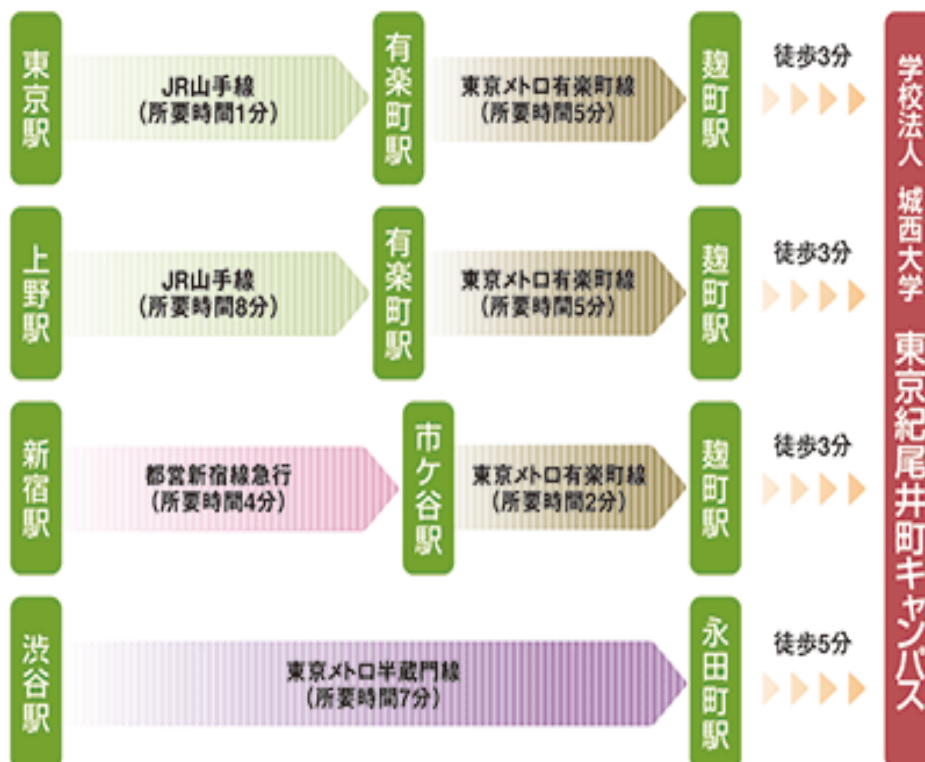 東京駅
JR山手線
(所要時間1分)
有楽町駅
東京メトロ有楽町線
(所要時間5分)
麹町駅
徒歩3分
上野駅
JR山手線
(所要時間8分)
有楽町駅
東京メトロ有楽町線
(所要時間5分)
麹町駅
徒歩3分
新宿駅
都営新宿線急行
(所要時間4分)
市ケ谷駅
東京メトロ有楽町線
(所要時間2分)
麹町駅
徒歩3分
渋谷駅
東京メトロ半蔵門線
(所要時間7分)
永田町駅
徒歩5分
学校法人 城西大学 東京紀尾井町キャンパス